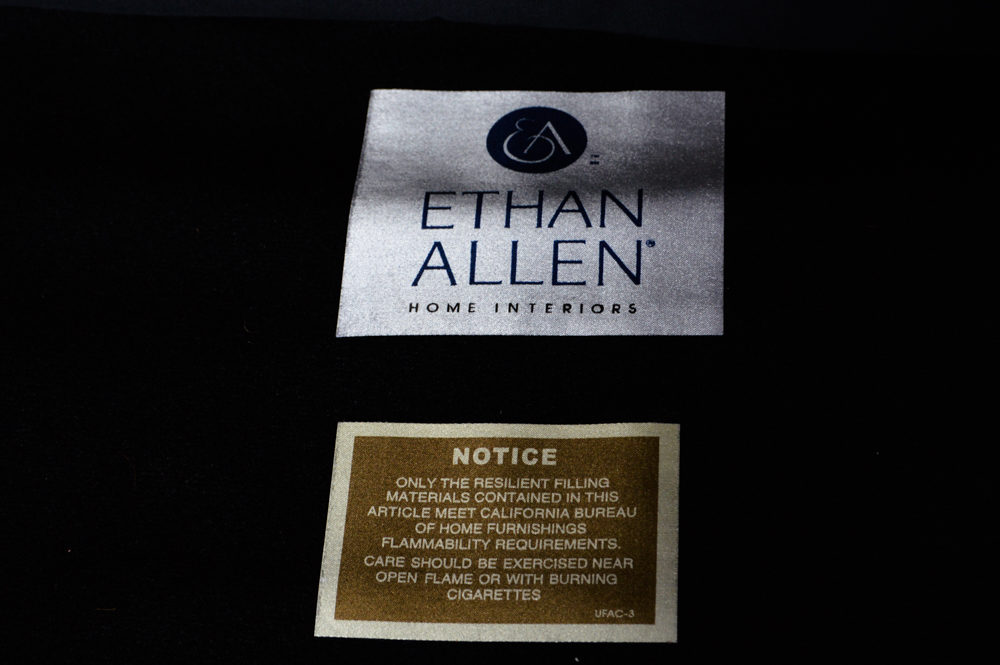 EA
™
ETHAN
ALLEN®
HOME INTERIORS
NOTICE
ONLY THE RESILIENT FILLING
MATERIALS CONTAINED IN THIS
ARTICLE MEET CALIFORNIA BUREAU
OF HOME FURNISHINGS
FLAMMABILITY REQUIREMENTS.
CARE SHOULD BE EXERCISED NEAR
OPEN FLAME OR WITH BURNING
CIGARETTES
UFAC-3